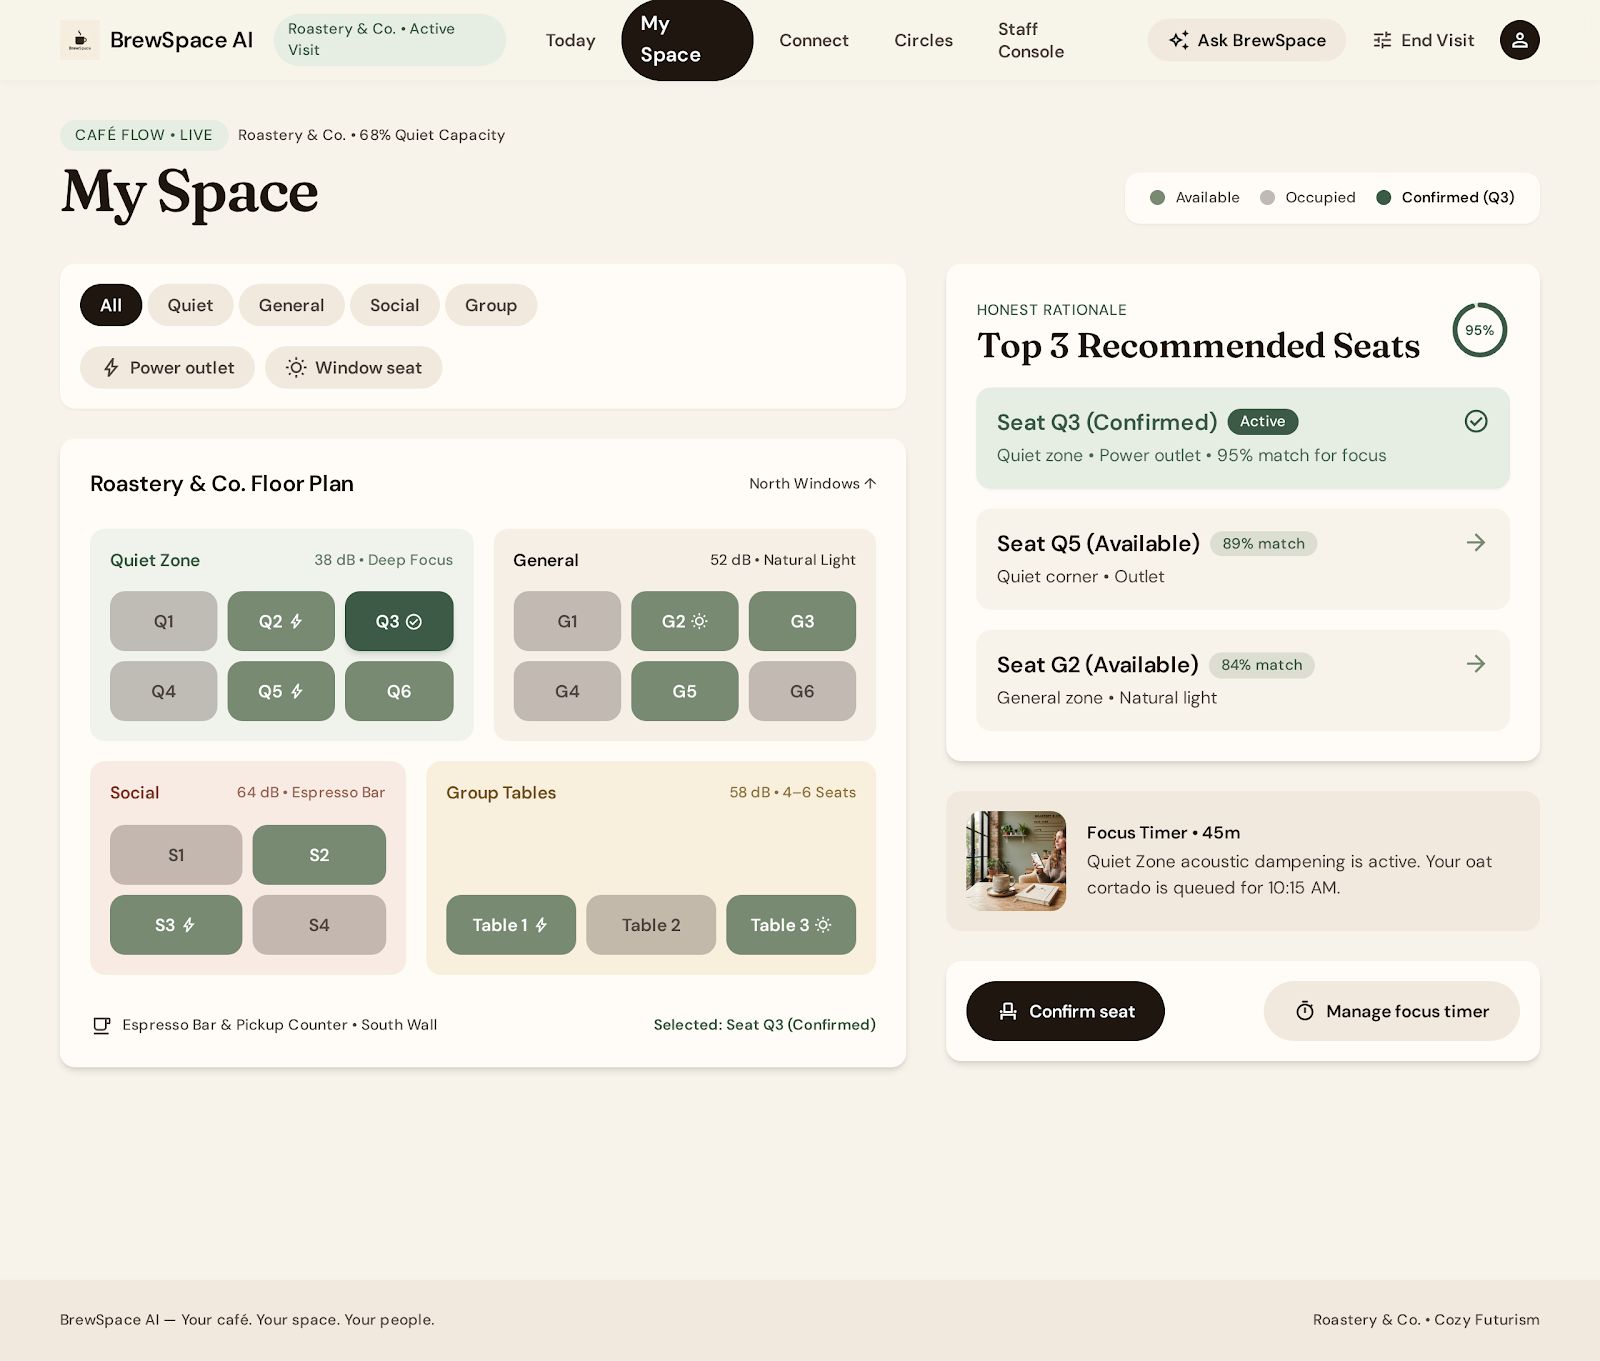 BrewSpace AI
Roastery & Co. • Active
Visit
Today
My
Space
Connect
Circles
Staff
Console
Ask BrewSpace
End Visit
CAFÉ FLOW • LIVE
Roastery & Co. • 68% Quiet Capacity
My Space
Available
Occupied
Confirmed (Q3)
All
Quiet
General
Social
Group
Power outlet
Window seat
Roastery & Co. Floor Plan
North Windows ↑
Quiet Zone
38 dB • Deep Focus
Q1
Q2
Q3
Q4
Q5
Q6
General
52 dB • Natural Light
G1
G2
G3
G4
G5
G6
Social
64 dB • Espresso Bar
S1
S2
S3
S4
Group Tables
58 dB • 4–6 Seats
Table 1
Table 2
Table 3
Espresso Bar & Pickup Counter • South Wall
Selected: Seat Q3 (Confirmed)
HONEST RATIONALE
Top 3 Recommended Seats
95%
Seat Q3 (Confirmed)
Active
Quiet zone • Power outlet • 95% match for focus
Seat Q5 (Available)
89% match
Quiet corner • Outlet
Seat G2 (Available)
84% match
General zone • Natural light
Focus Timer • 45m
Quiet Zone acoustic dampening is active. Your oat
cortado is queued for 10:15 AM.
Confirm seat
Manage focus timer
BrewSpace AI — Your café. Your space. Your people.
Roastery & Co. • Cozy Futurism